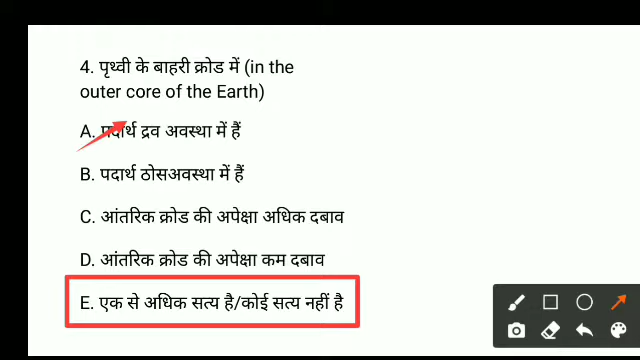 4. पृथ्वी के बाहरी क्रोड में (in the
outer core of the Earth)
A. पदार्थ द्रव अवस्था में हैं
B. पदार्थ ठोसअवस्था में हैं
C. आंतरिक क्रोड की अपेक्षा अधिक दबाव
D. आंतरिक क्रोड की अपेक्षा कम दबाव
E. एक से अधिक सत्य है/कोई सत्य नहीं है